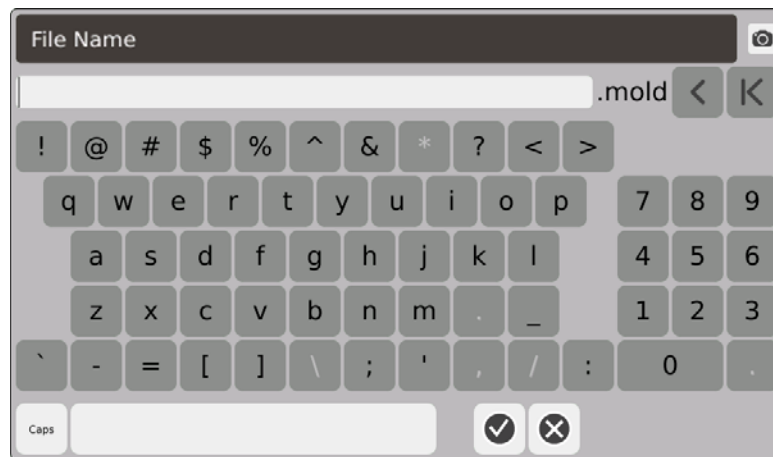 File Name
.mold
! @ # $ % ^ & * ? < >
q w e r t y u i o p 7 8 9
a s d f g h j k l 4 5 6
z x c v b n m . _ 1 2 3
` - = [ ] \ ; ' , / : 0 .
Caps